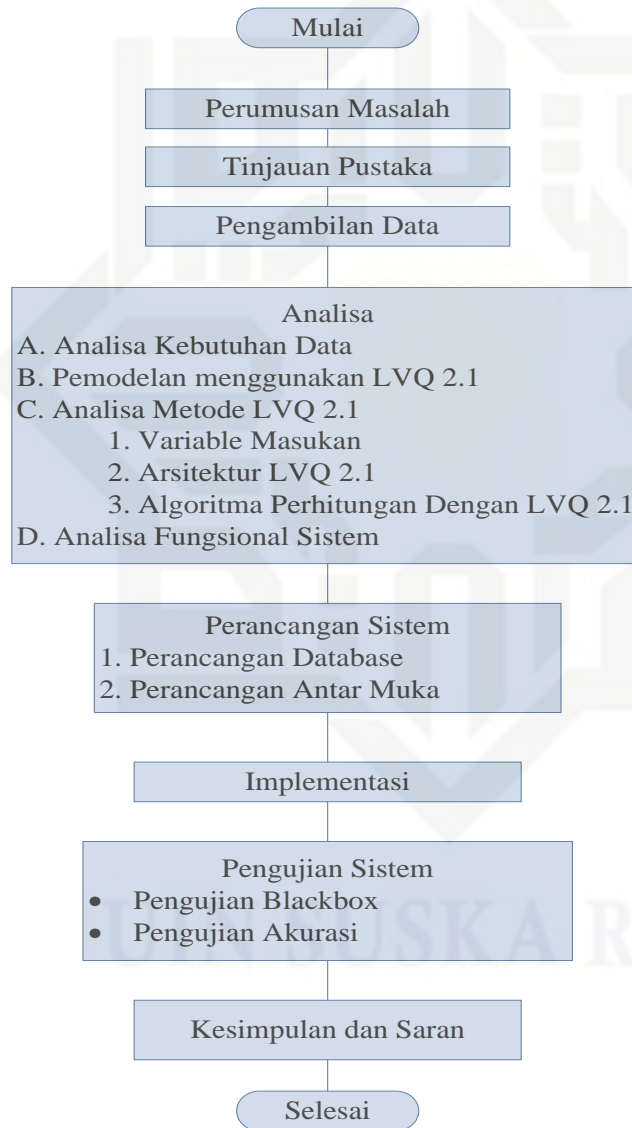 Mulai
Perumusan Masalah
Tinjauan Pustaka
Pengambilan Data
Analisa
A. Analisa Kebutuhan Data
B. Pemodelan menggunakan LVQ 2.1
C. Analisa Metode LVQ 2.1
1. Variable Masukan
2. Arsitektur LVQ 2.1
3. Algoritma Perhitungan Dengan LVQ 2.1
D. Analisa Fungsional Sistem
Perancangan Sistem
1. Perancangan Database
2. Perancangan Antar Muka
Implementasi
Pengujian Sistem
• Pengujian Blackbox
• Pengujian Akurasi
UIN SUSKA R
Kesimpulan dan Saran
Selesai